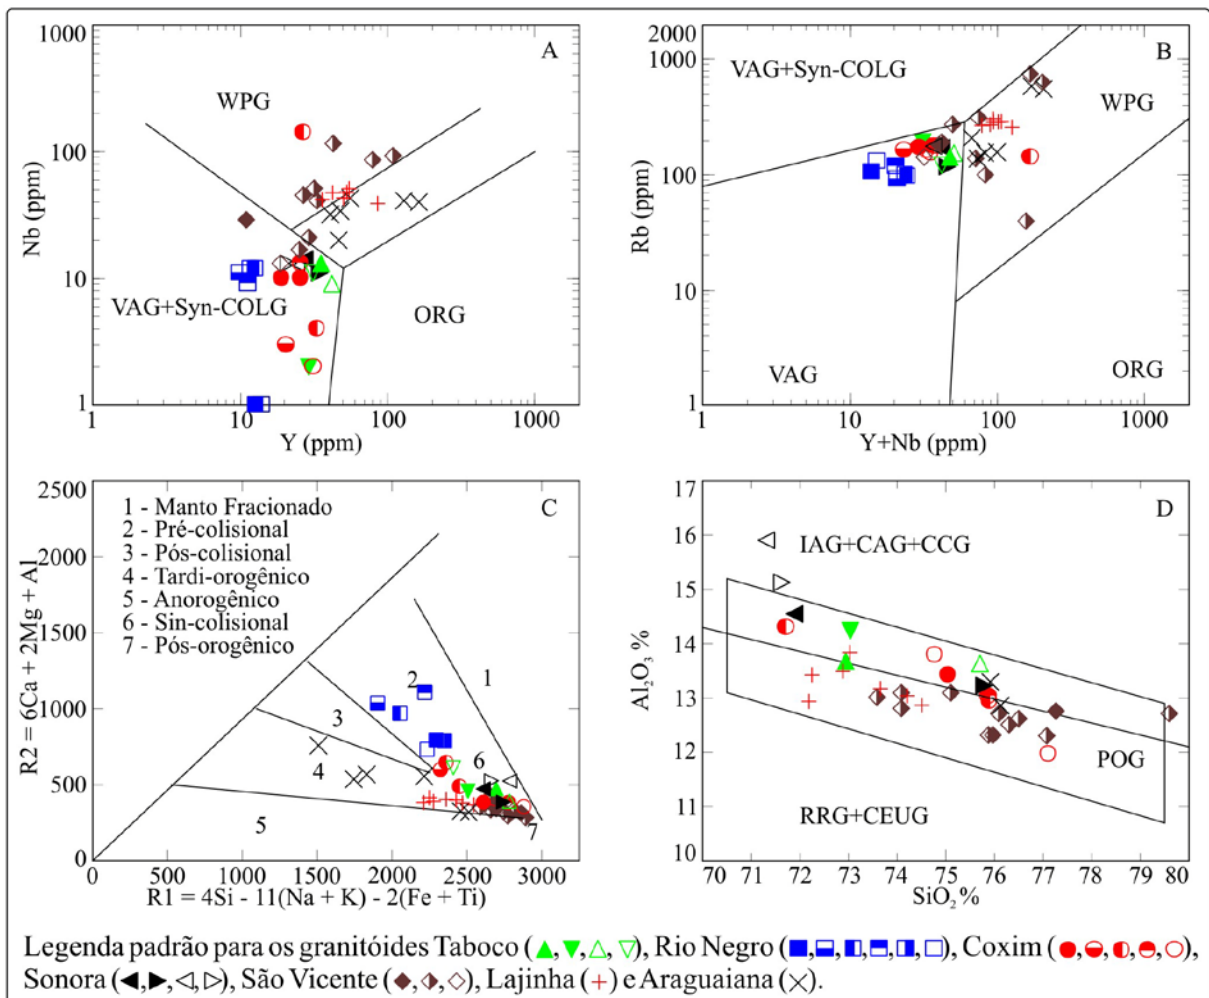 A
Nb (ppm)
1000
100
10
1
WPG
VAG+Syn-COLG
ORG
1 10 100 1000
Y (ppm)
B
Rb (ppm)
2000
1000
100
10
1
VAG+Syn-COLG
WPG
VAG
ORG
1 10 100 1000
Y+Nb (ppm)
C
R2 = 6Ca + 2Mg + Al
2500
2000
1500
1000
500
0
1 - Manto Fracionado
2 - Pré-colisional
3 - Pós-colisional
4 - Tardi-orogênico
5 - Anorogênico
6 - Sin-colisional
7 - Pós-orogênico
1
2
3
6
4
5
7
0 500 1000 1500 2000 2500 3000
R1 = 4Si - 11(Na + K) - 2(Fe + Ti)
D
Al₂O₃ %
17
16
15
14
13
12
11
10
IAG+CAG+CCG
POG
RRG+CEUG
70 71 72 73 74 75 76 77 78 79 80
SiO₂%
Legenda padrão para os granitóides Taboco (▲,▼,△,▽), Rio Negro (■,⬓,◧,⬒,◨,□), Coxim (●,◒,◐,◓,○),
Sonora (◀,▶,◁,▷), São Vicente (◆,⬗,◇), Lajinha (+) e Araguaiana (✕).